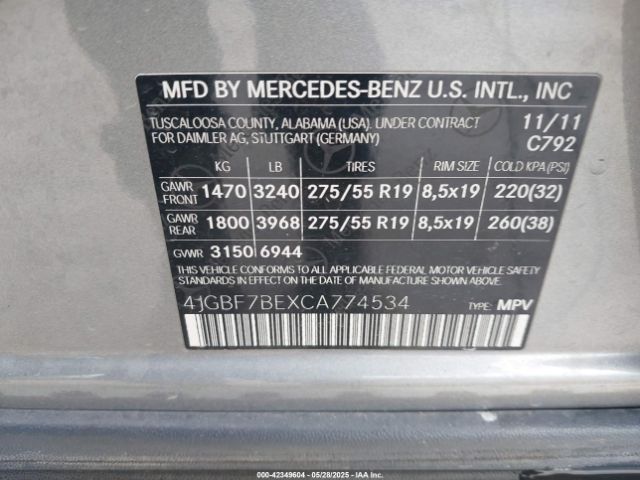 MFD BY MERCEDES-BENZ U.S. INTL., INC
TUSCALOOSA COUNTY, ALABAMA (USA). UNDER CONTRACT 11/11
FOR DAIMLER AG, STUTTGART (GERMANY) C792
KG LB TIRES RIM SIZE COLD KPA (PSI)
GAWR FRONT 1470 3240 275/55 R19 8,5x19 220(32)
GAWR REAR 1800 3968 275/55 R19 8,5x19 260(38)
GVWR 3150 6944
THIS VEHICLE CONFORMS TO ALL APPLICABLE FEDERAL MOTOR VEHICLE SAFETY
STANDARDS IN EFFECT ON THE DATE OF MANUFACTURE SHOWN ABOVE.
4JGBF7BEXCA774534 TYPE: MPV
000-42349604 - 05/28/2025 - IAAI.COM